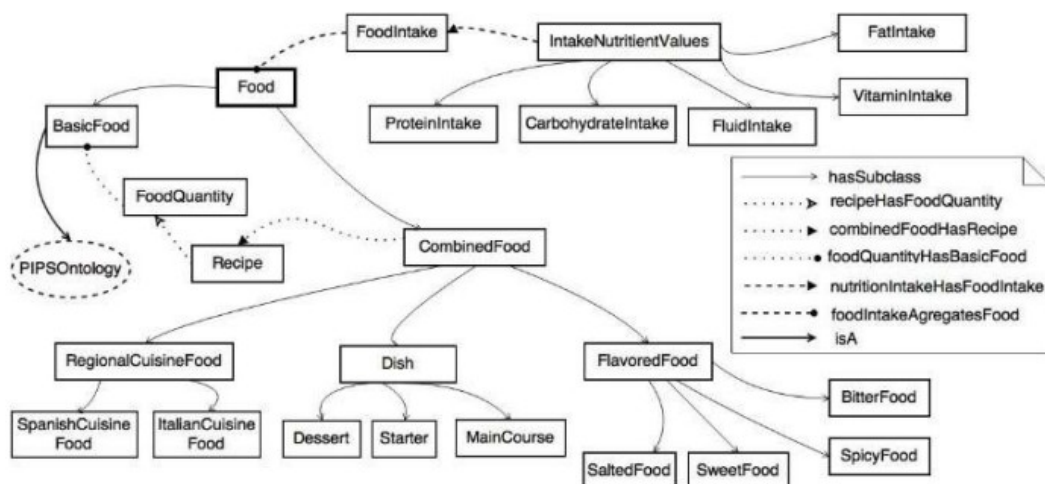 FoodIntake
IntakeNutritientValues
FatIntake
Food
VitaminIntake
BasicFood
ProteinIntake
CarbohydrateIntake
FluidIntake
hasSubclass
FoodQuantity
recipeHasFoodQuantity
combinedFoodHasRecipe
CombinedFood
PIPSOntology
Recipe
foodQuantityHasBasicFood
nutritionIntakeHasFoodIntake
foodIntakeAgregatesFood
isA
RegionalCuisineFood
Dish
FlavoredFood
BitterFood
SpanishCuisine
Food
ItalianCuisine
Food
Dessert
Starter
MainCourse
SpicyFood
SaltedFood
SweetFood